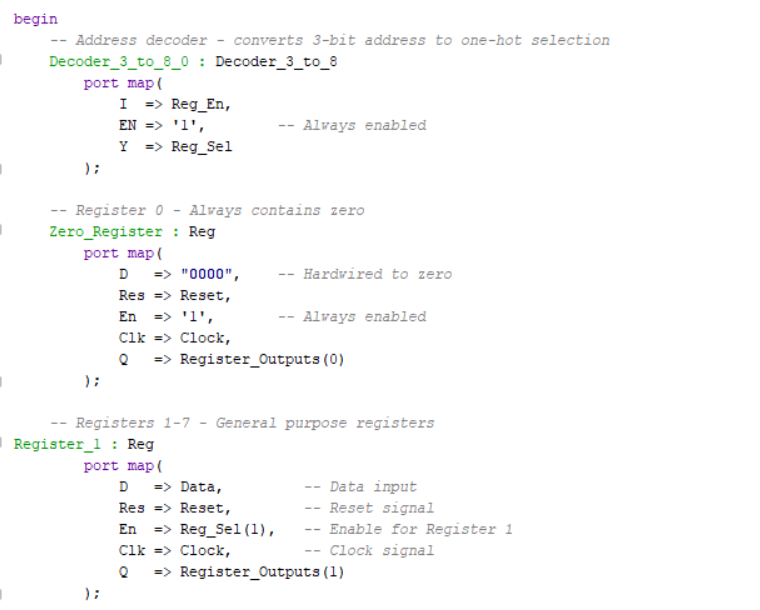 begin
    -- Address decoder - converts 3-bit address to one-hot selection
    Decoder_3_to_8_0 : Decoder_3_to_8
        port map(
            I  => Reg_En,
            EN => '1',        -- Always enabled
            Y  => Reg_Sel
        );

    -- Register 0 - Always contains zero
    Zero_Register : Reg
        port map(
            D   => "0000",    -- Hardwired to zero
            Res => Reset,
            En  => '1',       -- Always enabled
            Clk => Clock,
            Q   => Register_Outputs(0)
        );

    -- Registers 1-7 - General purpose registers
Register_1 : Reg
        port map(
            D   => Data,         -- Data input
            Res => Reset,        -- Reset signal
            En  => Reg_Sel(1),   -- Enable for Register 1
            Clk => Clock,        -- Clock signal
            Q   => Register_Outputs(1)
        );